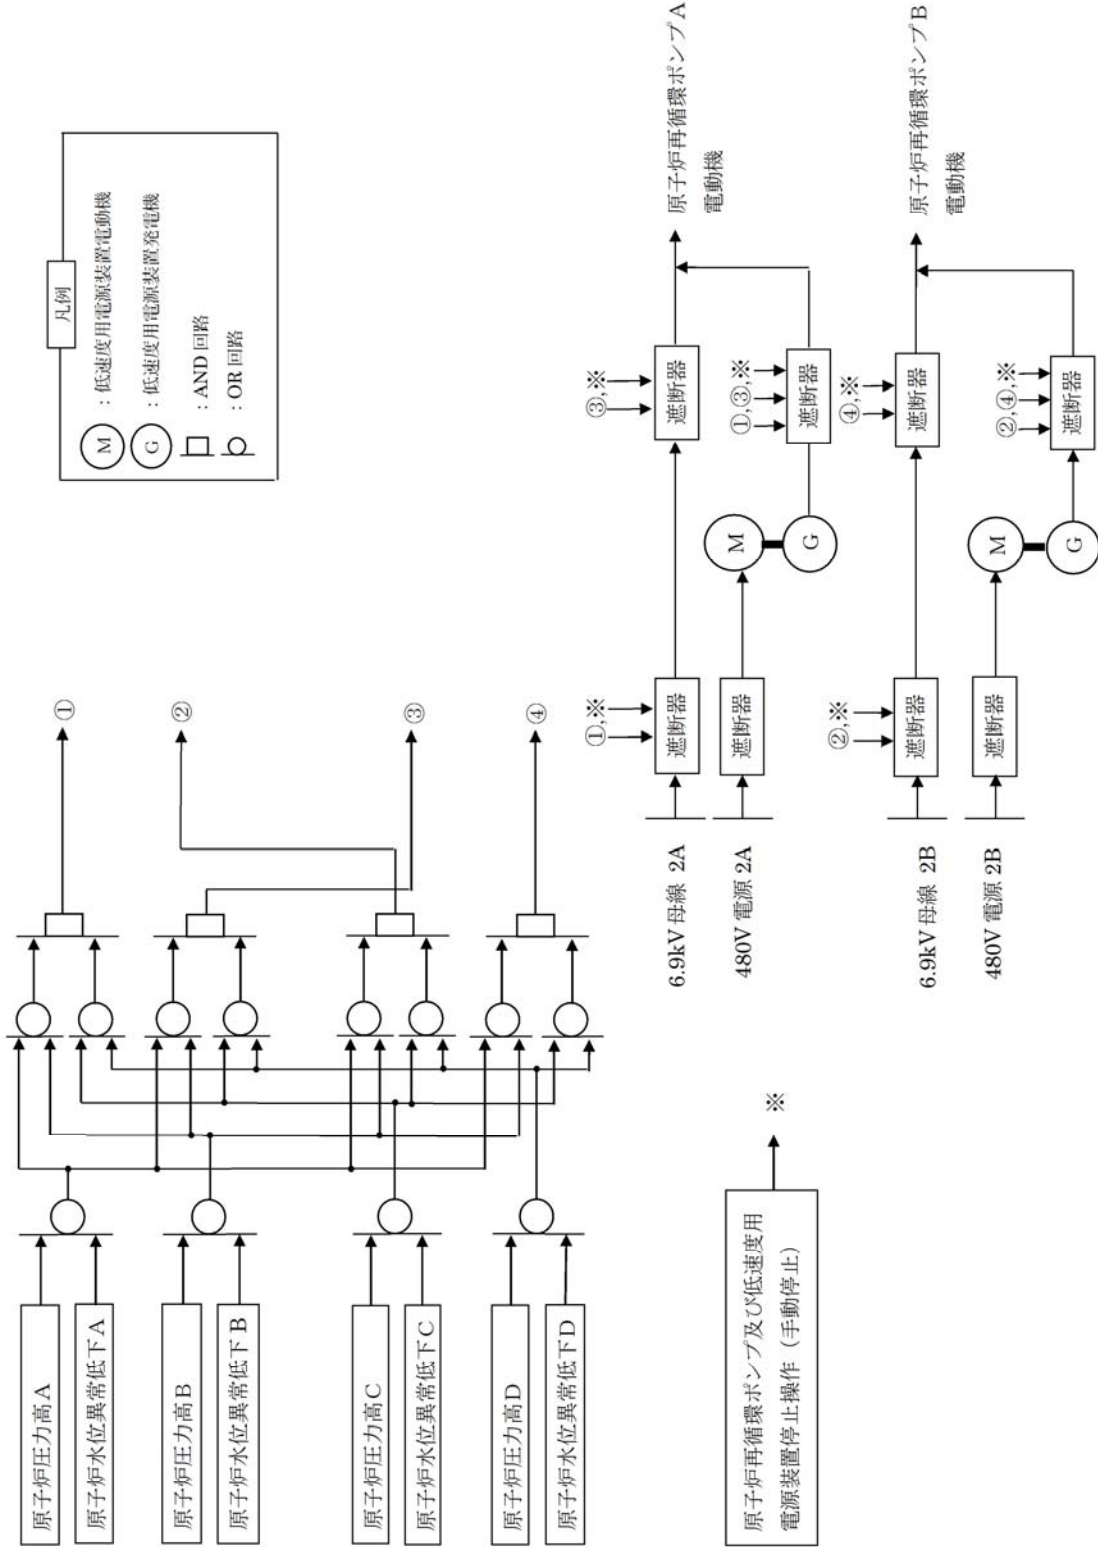 原子炉圧力高A
原子炉水位異常低下A
原子炉圧力高B
原子炉水位異常低下B
原子炉圧力高C
原子炉水位異常低下C
原子炉圧力高D
原子炉水位異常低下D
①
②
③
④
凡例
M
：低速度用電源装置電動機
G
：低速度用電源装置発電機
：AND回路
：OR回路
原子炉再循環ポンプ及び低速度用
電源装置停止操作（手動停止）
※
6.9kV 母線 2A
①,※
遮断器
③,※
遮断器
原子炉再循環ポンプA
電動機
480V 電源 2A
遮断器
M
G
①,③,※
遮断器
6.9kV 母線 2B
②,※
遮断器
④,※
遮断器
原子炉再循環ポンプB
電動機
480V 電源 2B
遮断器
M
G
②,④,※
遮断器